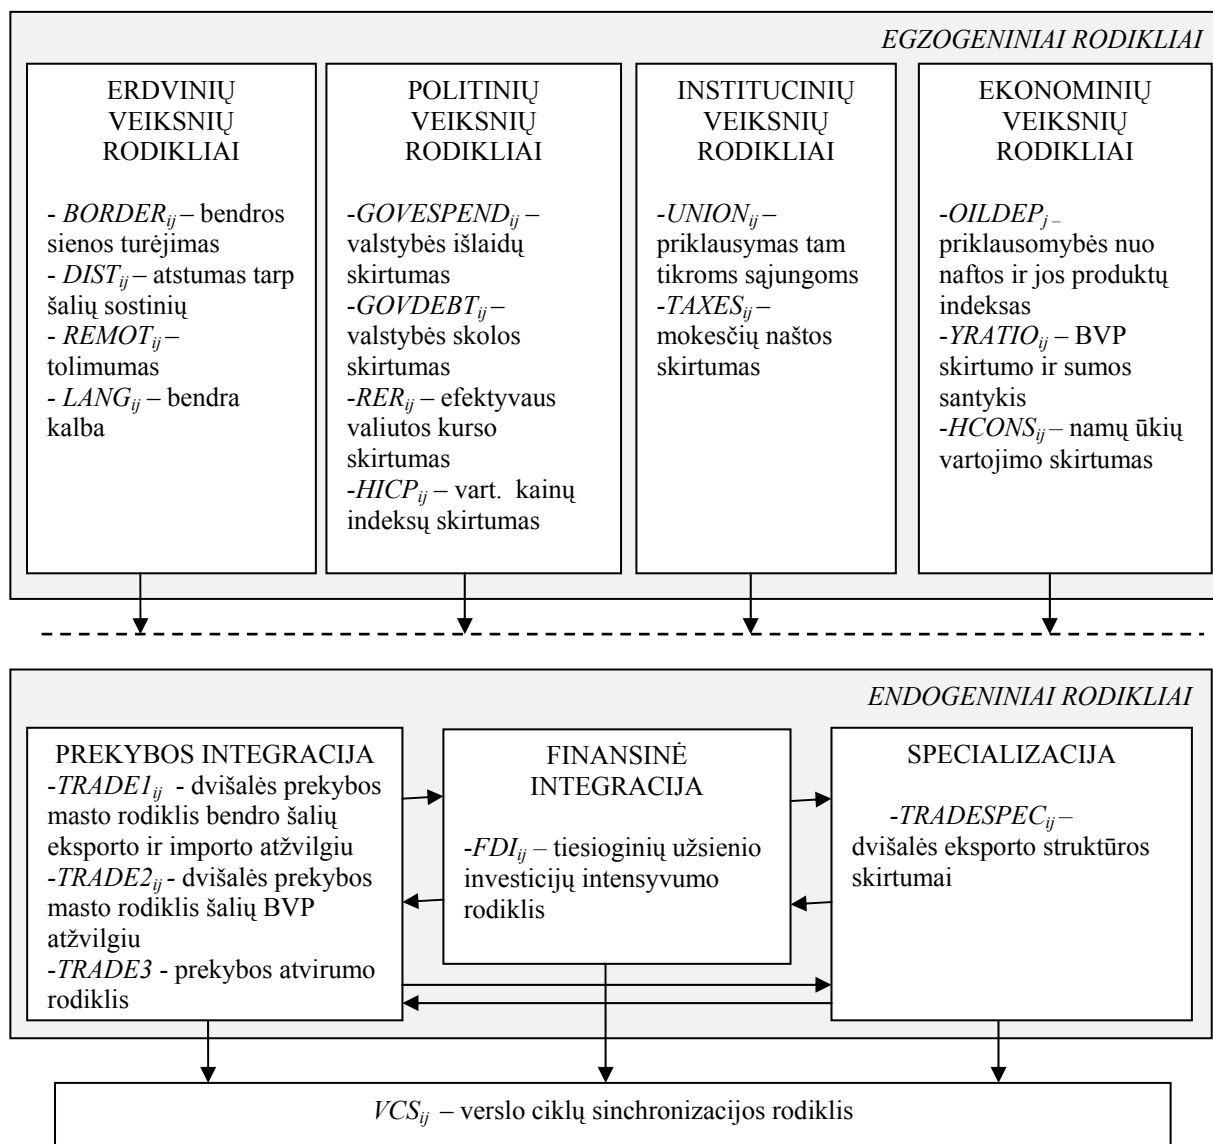 EGZOGENINIAI RODIKLIAI
ERDVINIŲ
VEIKSNIŲ
RODIKLIAI
- BORDERij – bendros
sienos turėjimas
- DISTij – atstumas tarp
šalių sostinių
- REMOTij –
tolimumas
- LANGij – bendra
kalba
POLITINIŲ
VEIKSNIŲ
RODIKLIAI
-GOVESPENDij –
valstybės išlaidų
skirtumas
-GOVDEBTij –
valstybės skolos
skirtumas
-RERij – efektyvaus
valiutos kurso
skirtumas
-HICPij – vart. kainų
indeksų skirtumas
INSTITUCINIŲ
VEIKSNIŲ
RODIKLIAI
-UNIONij –
priklausymas tam
tikroms sąjungoms
-TAXESij –
mokesčių naštos
skirtumas
EKONOMINIŲ
VEIKSNIŲ
RODIKLIAI
-OILDEPj –
priklausomybės nuo
naftos ir jos produktų
indeksas
-YRATIOij – BVP
skirtumo ir sumos
santykis
-HCONSij – namų ūkių
vartojimo skirtumas
ENDOGENINIAI RODIKLIAI
PREKYBOS INTEGRACIJA
-TRADE1ij - dvišalės prekybos
masto rodiklis bendro šalių
eksporto ir importo atžvilgiu
-TRADE2ij - dvišalės prekybos
masto rodiklis šalių BVP
atžvilgiu
-TRADE3 - prekybos atvirumo
rodiklis
FINANSINĖ
INTEGRACIJA
-FDIij – tiesioginių užsienio
investicijų intensyvumo
rodiklis
SPECIALIZACIJA
-TRADESPECij –
dvišalės eksporto struktūros
skirtumai
VCSij – verslo ciklų sinchronizacijos rodiklis